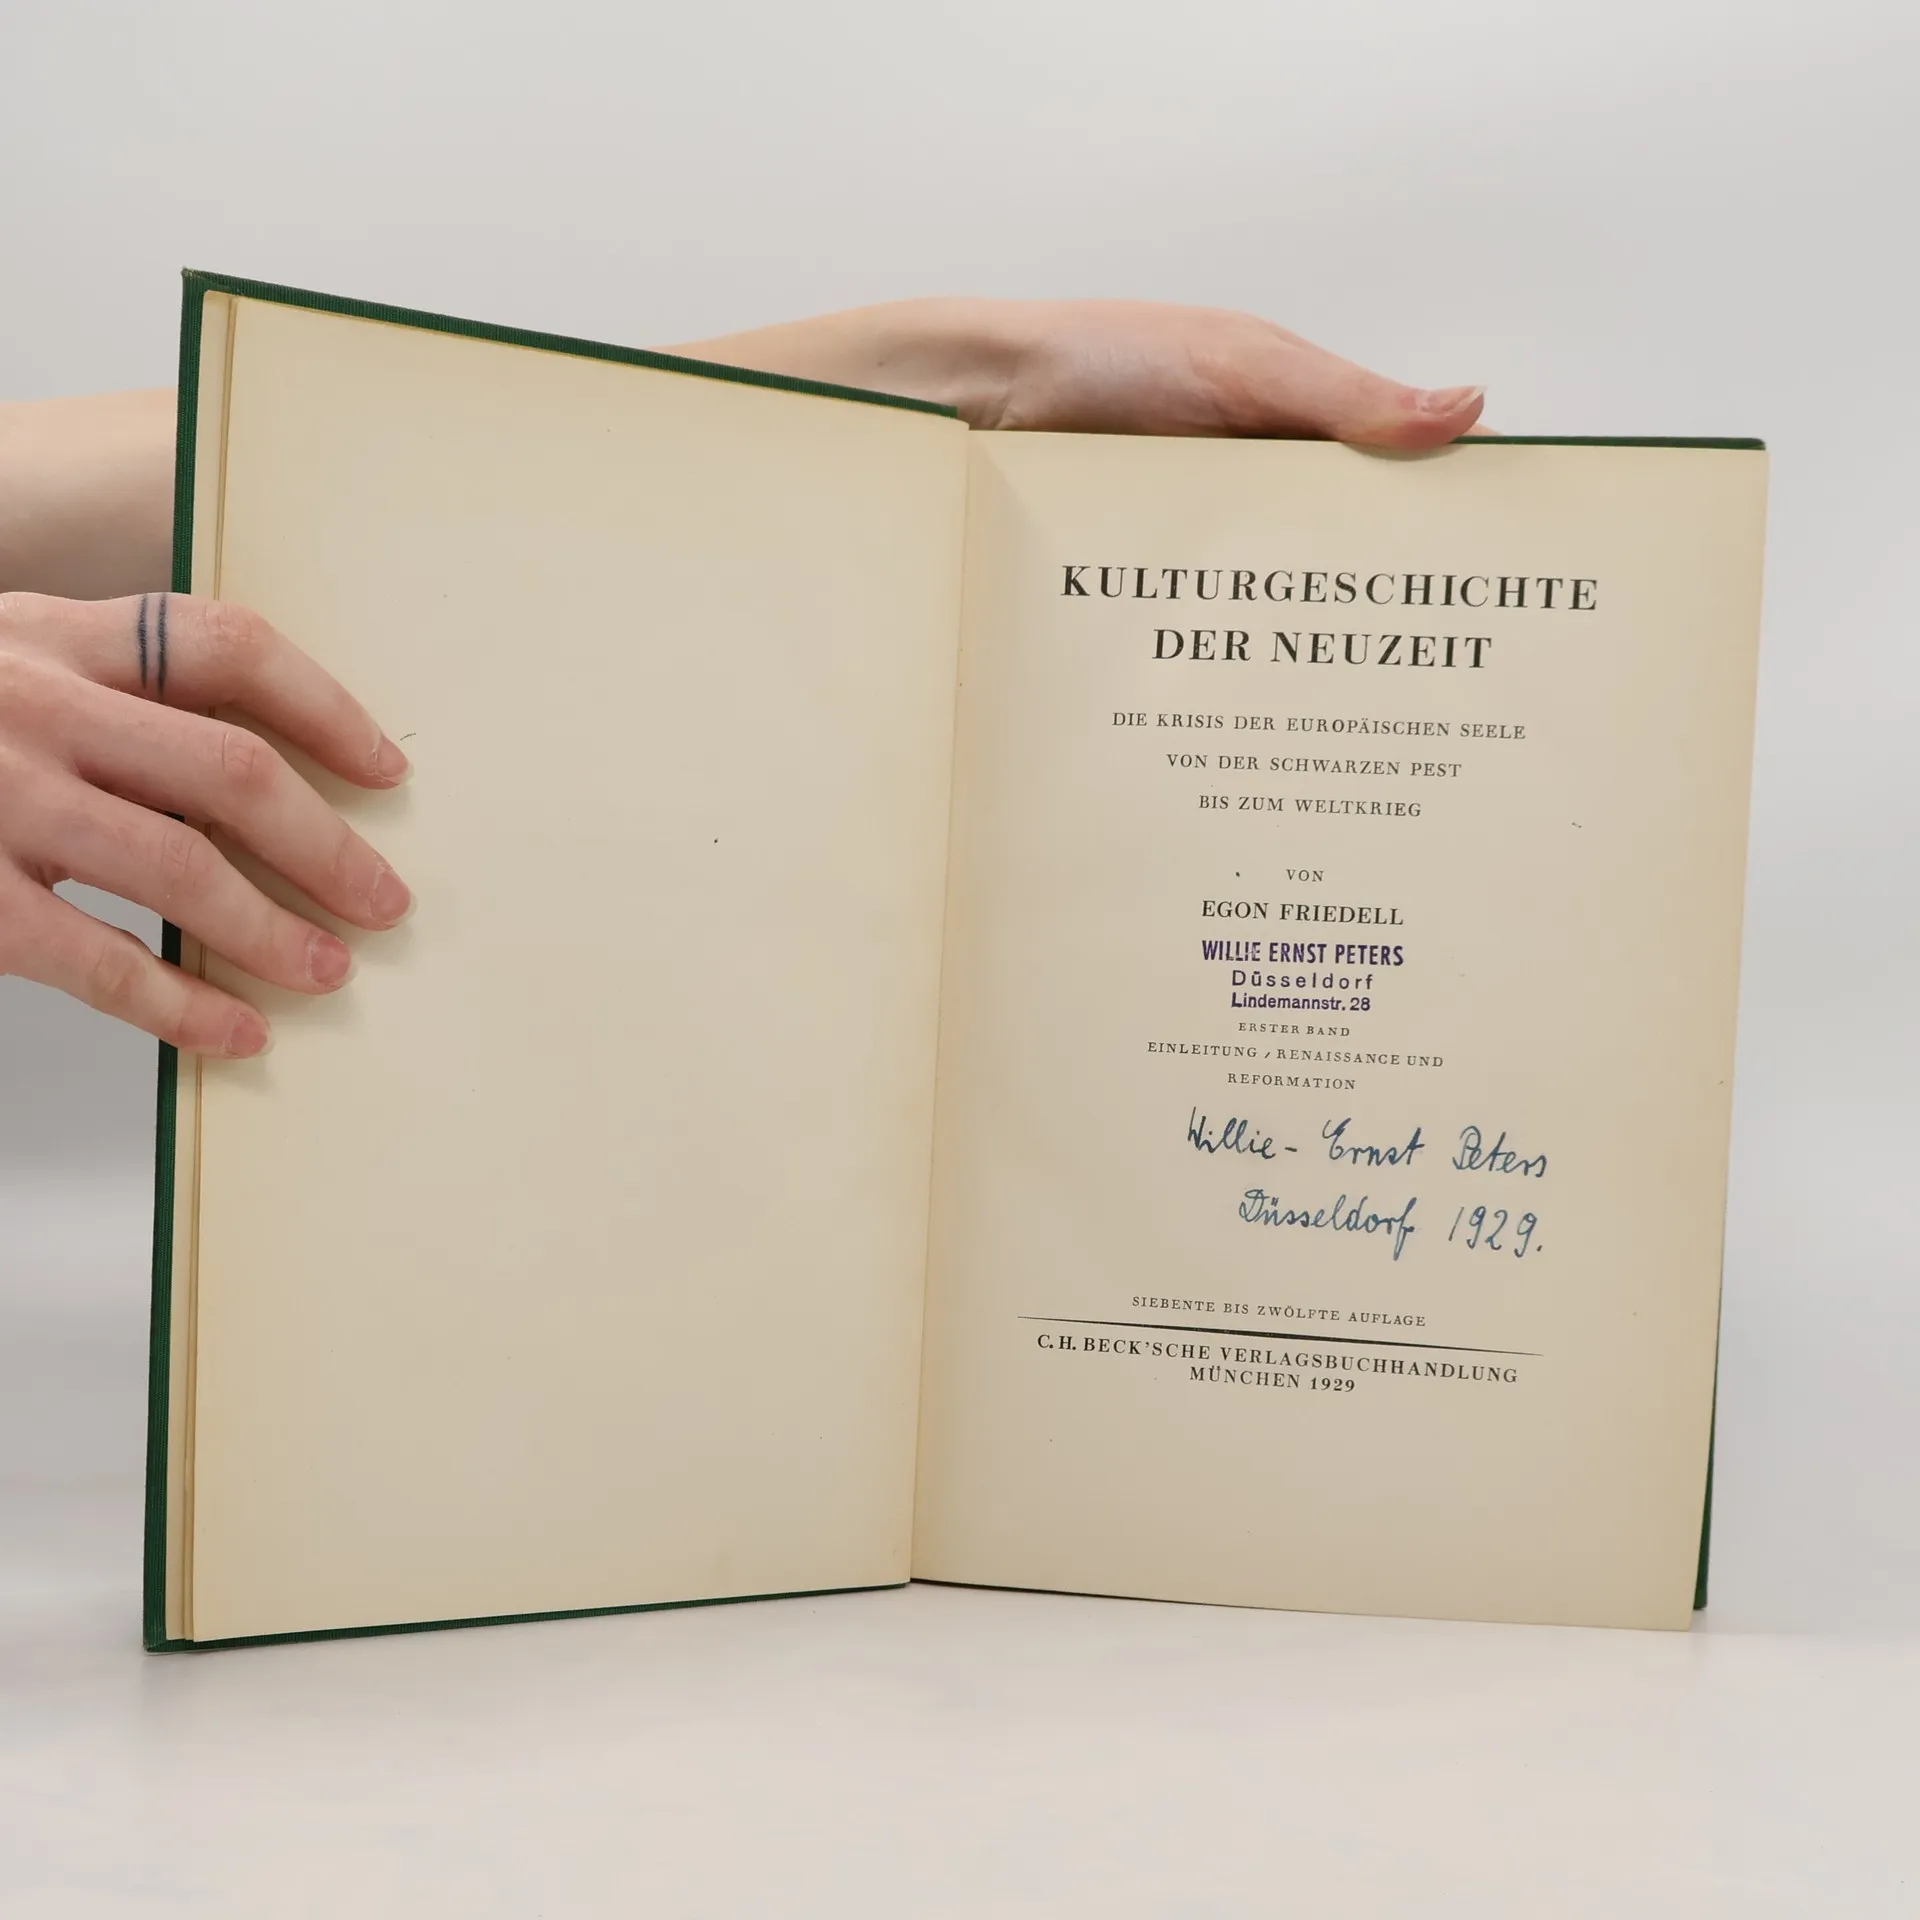 KULTURGESCHICHTE
DER NEUZEIT
DIE KRISIS DER EUROPÄISCHEN SEELE
VON DER SCHWARZEN PEST
BIS ZUM WELTKRIEG
VON
EGON FRIEDELL
WILLIE ERNST PETERS
Düsseldorf
Lindemannstr. 28
ERSTER BAND
EINLEITUNG / RENAISSANCE UND
REFORMATION
Willie - Ernst Peters
Düsseldorf 1929.
SIEBENTE BIS ZWÖLFTE AUFLAGE
C. H. BECK'SCHE VERLAGSBUCHHANDLUNG
MÜNCHEN 1929